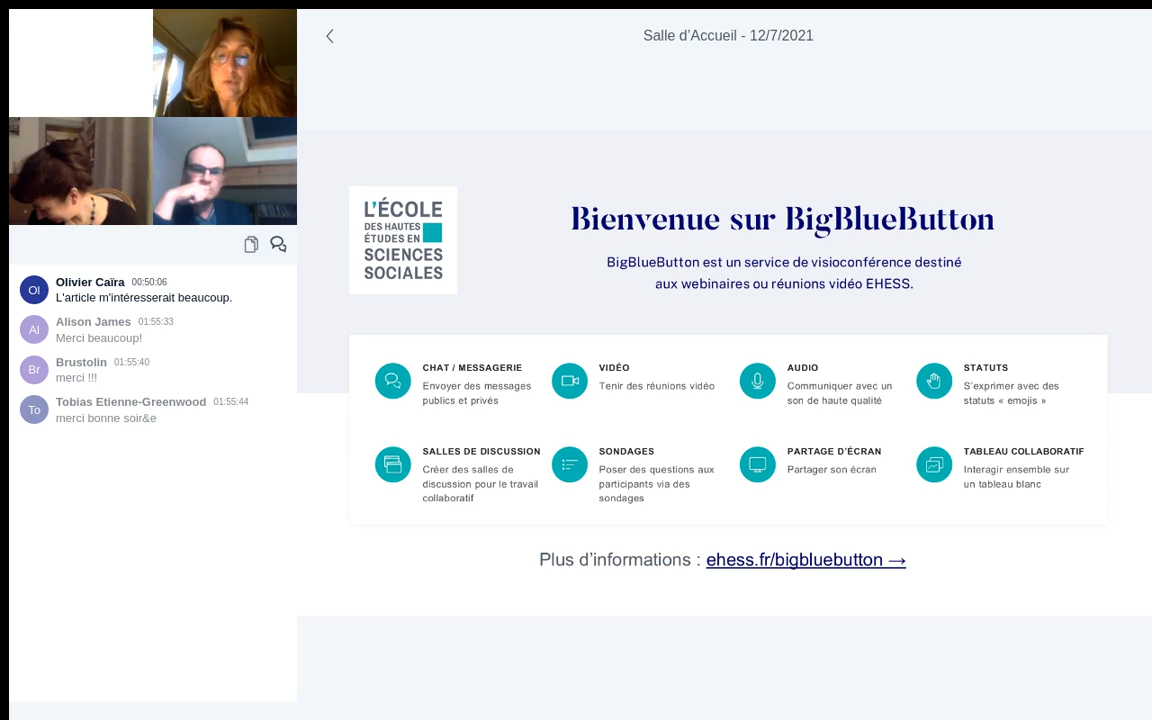 Salle d'Accueil - 12/7/2021
Ol
Olivier Caïra 00:50:06
L'article m'intéresserait beaucoup.
Al
Alison James 01:55:33
Merci beaucoup!
Br
Brustolin 01:55:40
merci !!!
To
Tobias Etienne-Greenwood 01:55:44
merci bonne soir&e
L'ÉCOLE
DES HAUTES
ÉTUDES EN
SCIENCES
SOCIALES
Bienvenue sur BigBlueButton
BigBlueButton est un service de visioconférence destiné
aux webinaires ou réunions vidéo EHESS.
CHAT / MESSAGERIE
Envoyer des messages
publics et privés
VIDÉO
Tenir des réunions vidéo
AUDIO
Communiquer avec un
son de haute qualité
STATUTS
S'exprimer avec des
statuts « emojis »
SALLES DE DISCUSSION
Créer des salles de
discussion pour le travail
collaboratif
SONDAGES
Poser des questions aux
participants via des
sondages
PARTAGE D'ÉCRAN
Partager son écran
TABLEAU COLLABORATIF
Interagir ensemble sur
un tableau blanc
Plus d'informations : ehess.fr/bigbluebutton →